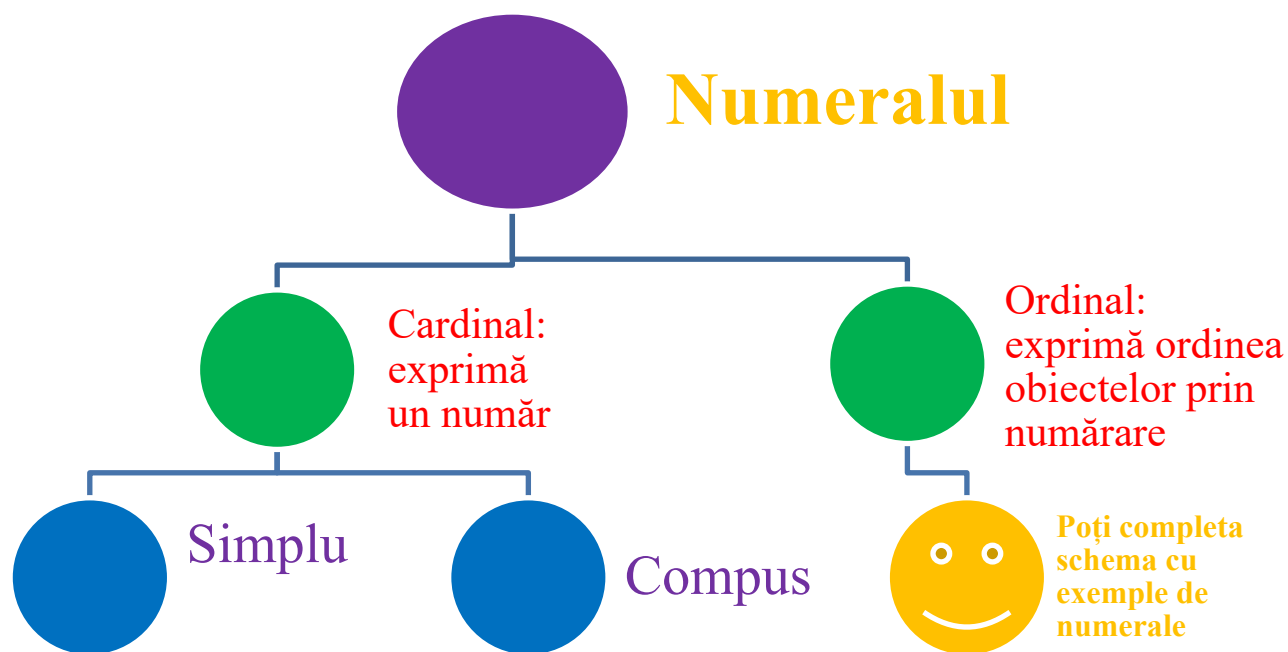 Numeralul
Cardinal:
exprimă
un număr
Ordinal:
exprimă ordinea
obiectelor prin
numărare
Simplu
Compus
Poți completa
schema cu
exemple de
numerale